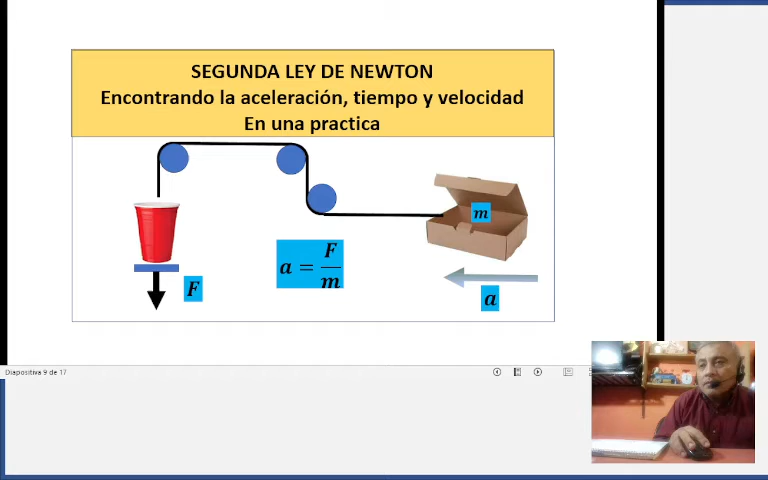 SEGUNDA LEY DE NEWTON
Encontrando la aceleración, tiempo y velocidad
En una practica
m
a = F/m
F
a
Diapositiva 9 de 17